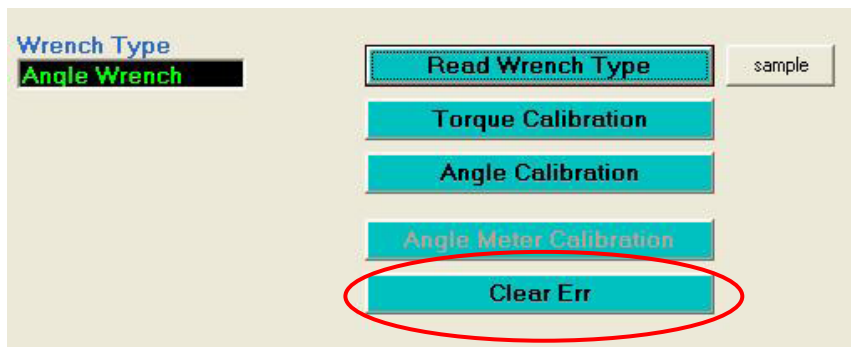 Wrench Type
Angle Wrench
Read Wrench Type
sample
Torque Calibration
Angle Calibration
Angle Meter Calibration
Clear Err